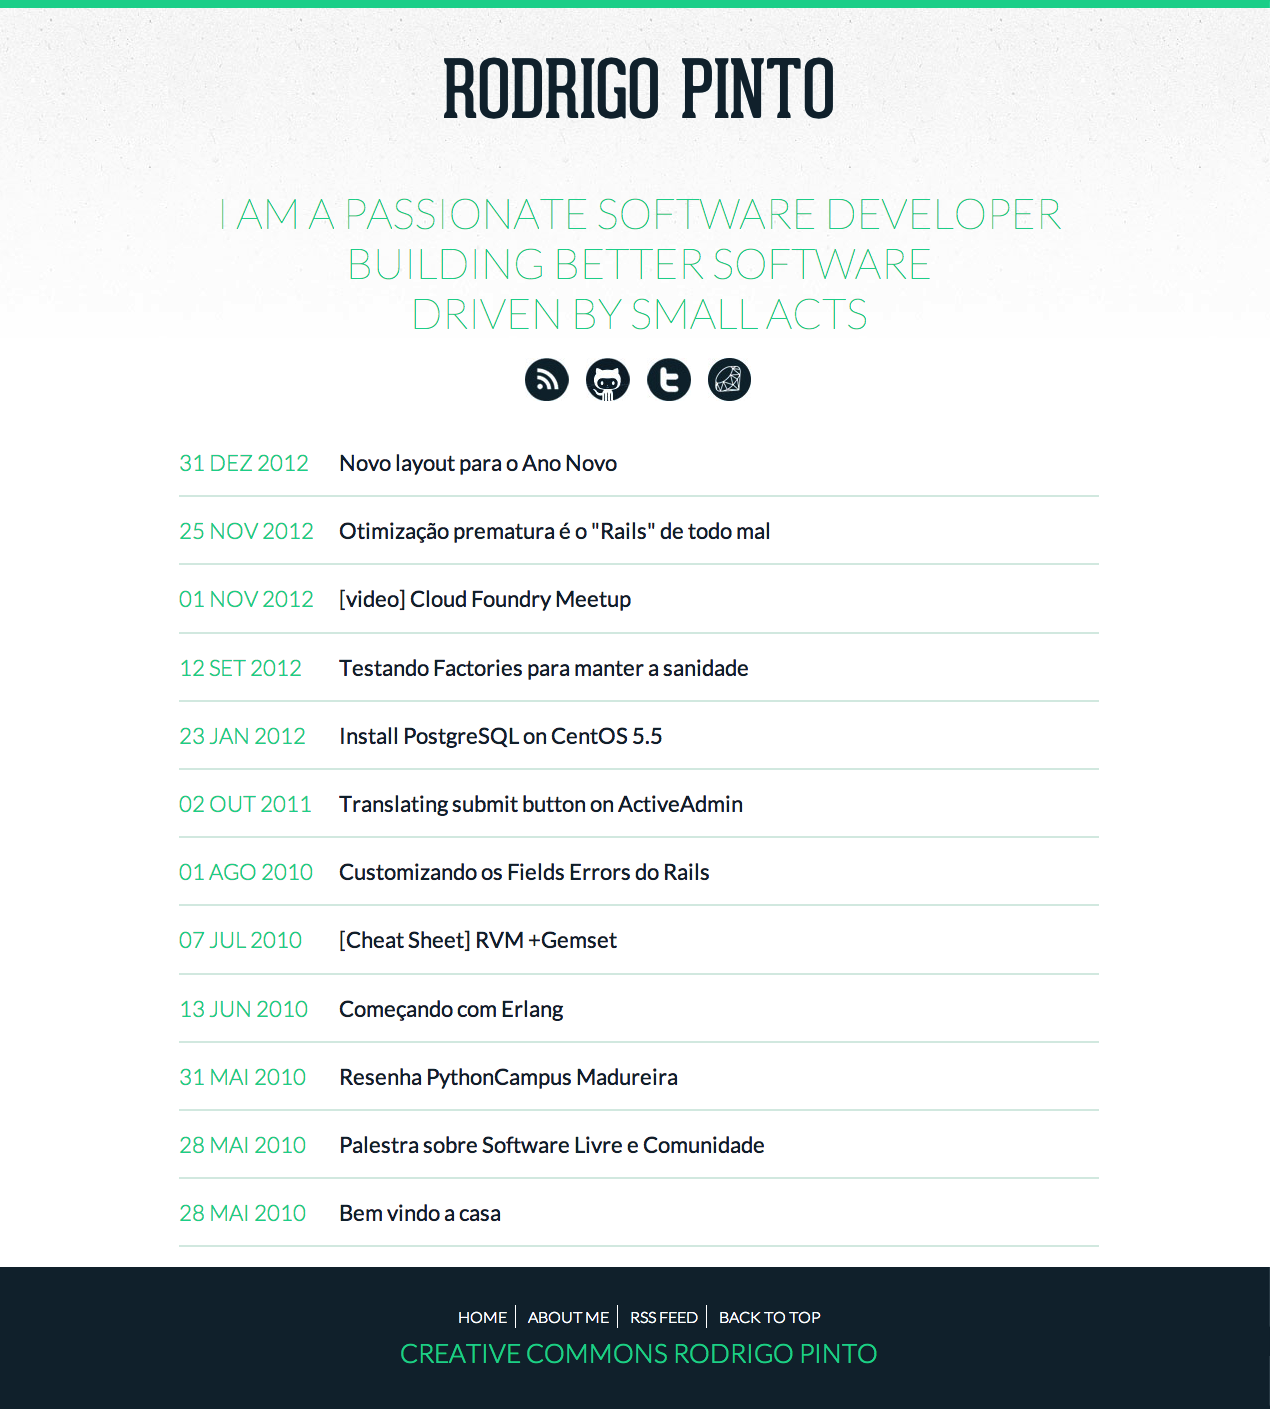 RODRIGO PINTO
I AM A PASSIONATE SOFTWARE DEVELOPER
BUILDING BETTER SOFTWARE
DRIVEN BY SMALL ACTS
31 DEZ 2012 Novo layout para o Ano Novo
25 NOV 2012 Otimização prematura é o "Rails" de todo mal
01 NOV 2012 [video] Cloud Foundry Meetup
12 SET 2012 Testando Factories para manter a sanidade
23 JAN 2012 Install PostgreSQL on CentOS 5.5
02 OUT 2011 Translating submit button on ActiveAdmin
01 AGO 2010 Customizando os Fields Errors do Rails
07 JUL 2010 [Cheat Sheet] RVM +Gemset
13 JUN 2010 Começando com Erlang
31 MAI 2010 Resenha PythonCampus Madureira
28 MAI 2010 Palestra sobre Software Livre e Comunidade
28 MAI 2010 Bem vindo a casa
HOME ABOUT ME RSS FEED BACK TO TOP
CREATIVE COMMONS RODRIGO PINTO